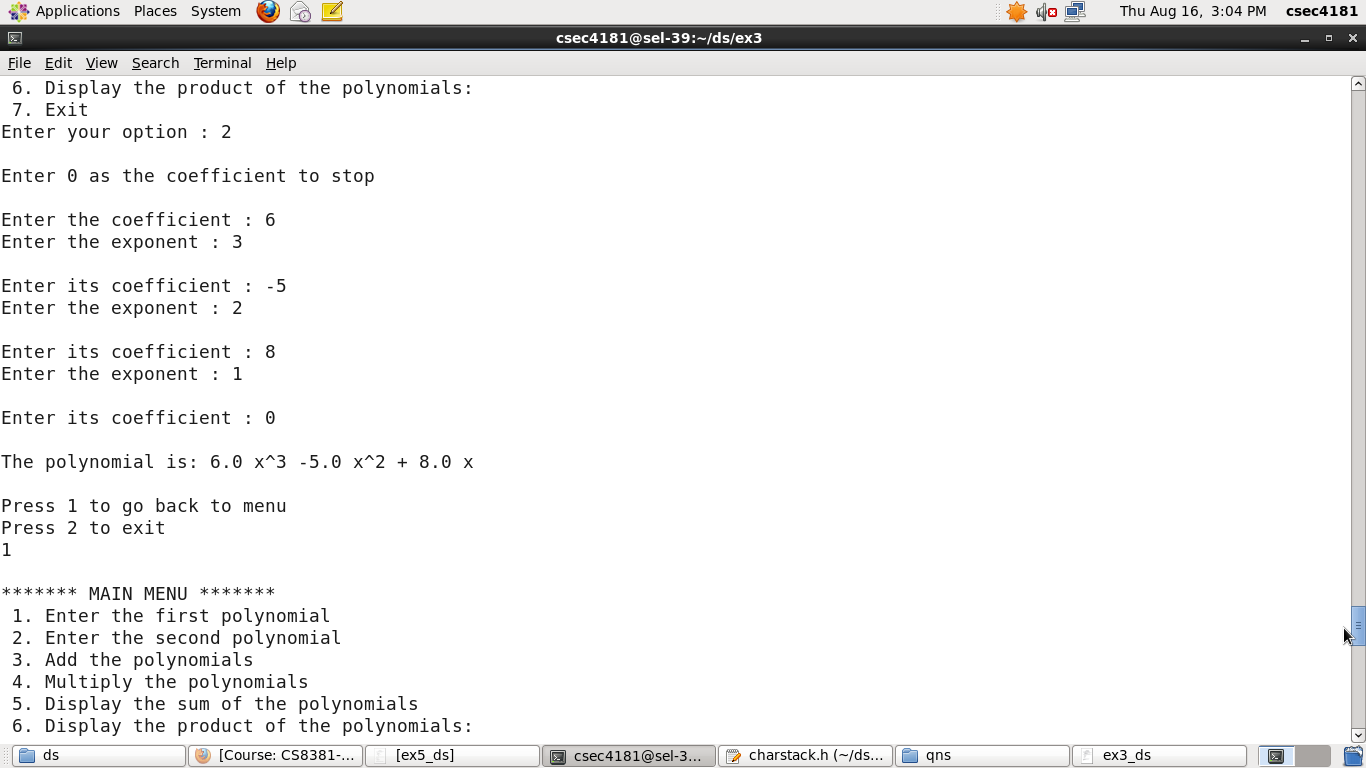 Applications Places System Thu Aug 16, 3:04 PM csec4181
csec4181@sel-39:~/ds/ex3
File Edit View Search Terminal Help
6. Display the product of the polynomials:
7. Exit
Enter your option : 2
Enter 0 as the coefficient to stop
Enter the coefficient : 6
Enter the exponent : 3
Enter its coefficient : -5
Enter the exponent : 2
Enter its coefficient : 8
Enter the exponent : 1
Enter its coefficient : 0
The polynomial is: 6.0 x^3 -5.0 x^2 + 8.0 x
Press 1 to go back to menu
Press 2 to exit
1
******* MAIN MENU *******
1. Enter the first polynomial
2. Enter the second polynomial
3. Add the polynomials
4. Multiply the polynomials
5. Display the sum of the polynomials
6. Display the product of the polynomials:
ds [Course: CS8381-... [ex5_ds] csec4181@sel-3... charstack.h (~/ds... qns ex3_ds